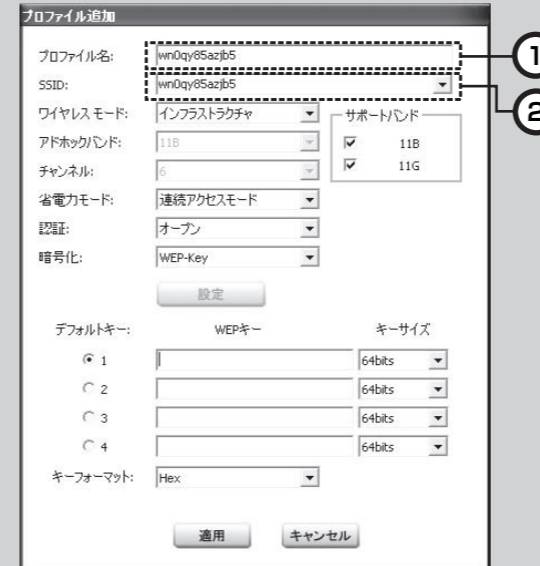 プロファイル追加
プロファイル名: wn0qy85azjb5
1
SSID: wn0qy85azjb5
2
ワイヤレスモード: インフラストラクチャ
サポートバンド
アドホックバンド: 11B
11B
チャンネル: 6
11G
省電力モード: 連続アクセスモード
認証: オープン
暗号化: WEP-Key
設定
デフォルトキー: WEPキー キーサイズ
1 64bits
2 64bits
3 64bits
4 64bits
キーフォーマット: Hex
適用 キャンセル